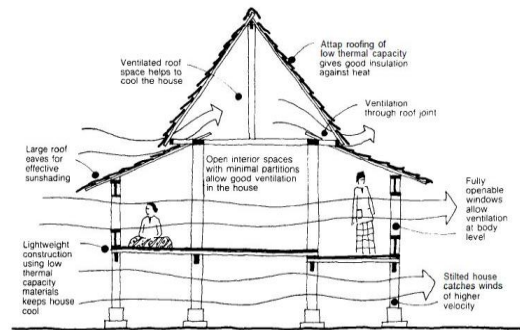 Ventilated roof
space helps to
cool the house
Attap roofing of
low thermal capacity
gives good insulation
against heat
Ventilation
through roof joint
Large roof
eaves for
effective
sunshading
Open interior spaces
with minimal partitions
allow good ventilation
in the house
Fully
openable
windows
allow
ventilation
at body
level
Lightweight
construction
using low
thermal
capacity
materials
keeps house
cool
Stilted house
catches winds
of higher
velocity